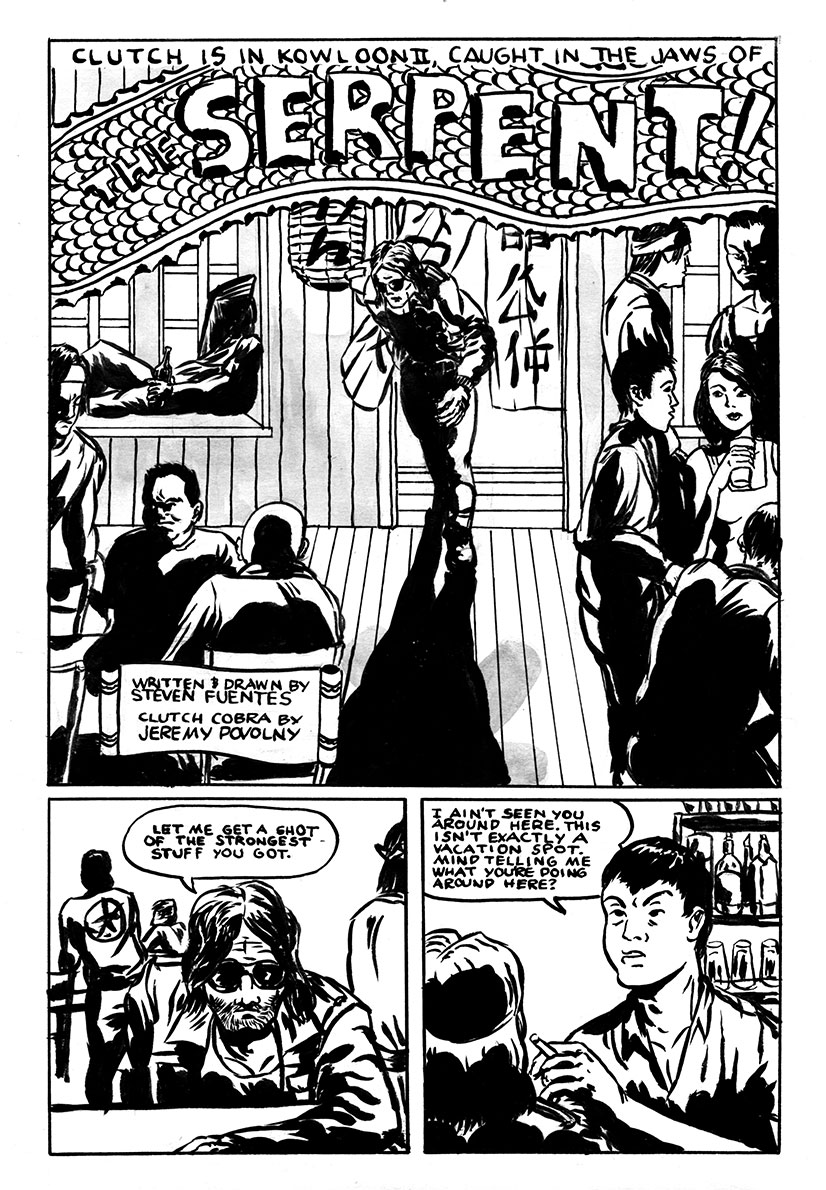 CLUTCH IS IN KOWLOON II, CAUGHT IN THE JAWS OF
THE SERPENT!
公仲
WRITTEN & DRAWN BY
STEVEN FUENTES
CLUTCH COBRA BY
JEREMY POVOLNY
LET ME GET A SHOT
OF THE STRONGEST
STUFF YOU GOT.
I AIN'T SEEN YOU
AROUND HERE. THIS
ISN'T EXACTLY A
VACATION SPOT.
MIND TELLING ME
WHAT YOU'RE DOING
AROUND HERE?